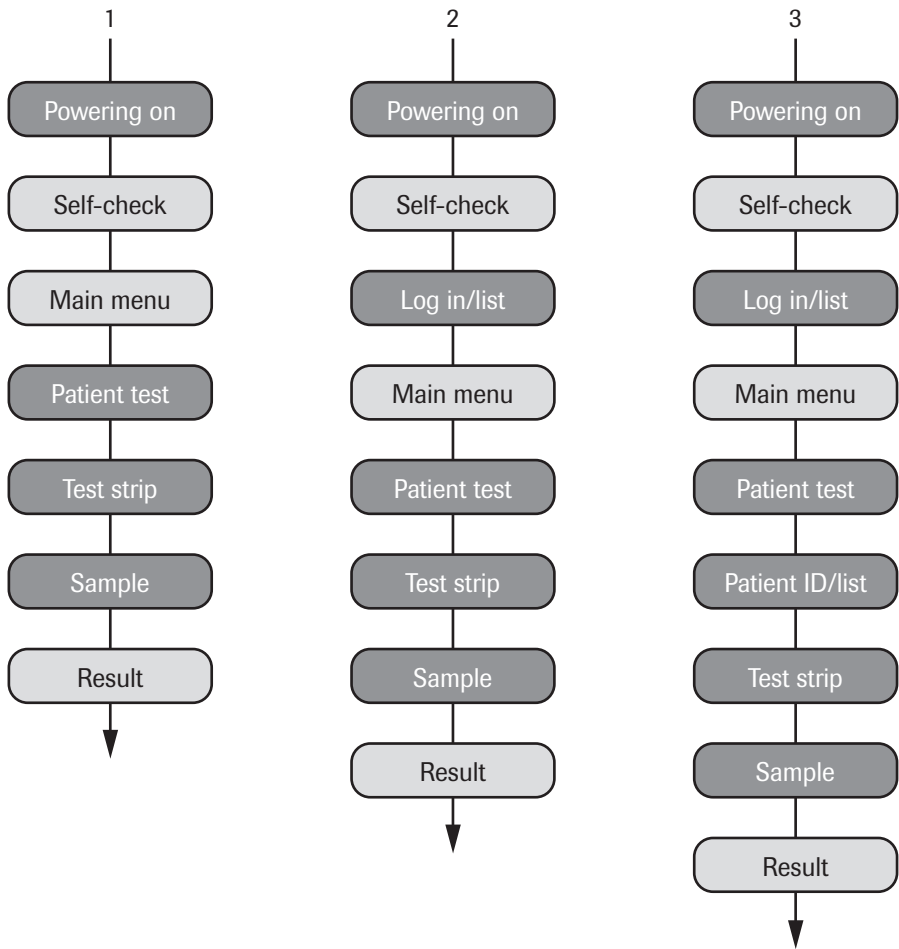 1
Powering on
Self-check
Main menu
Patient test
Test strip
Sample
Result
2
Powering on
Self-check
Log in/list
Main menu
Patient test
Test strip
Sample
Result
3
Powering on
Self-check
Log in/list
Main menu
Patient test
Patient ID/list
Test strip
Sample
Result